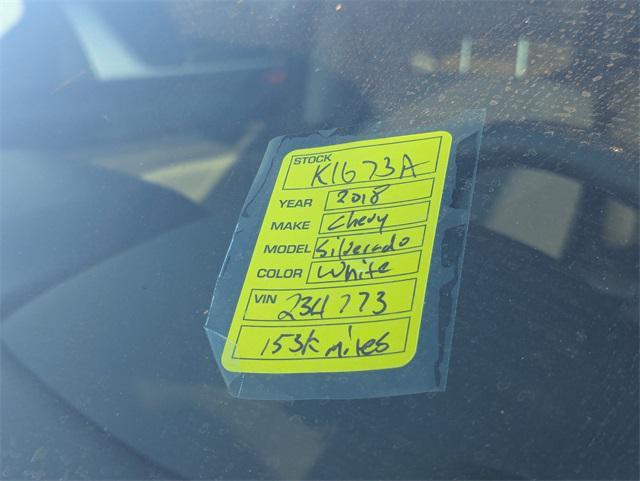 STOCK K1673A
YEAR 2018
MAKE Chevy
MODEL Silverado
COLOR White
VIN 234773
153k miles